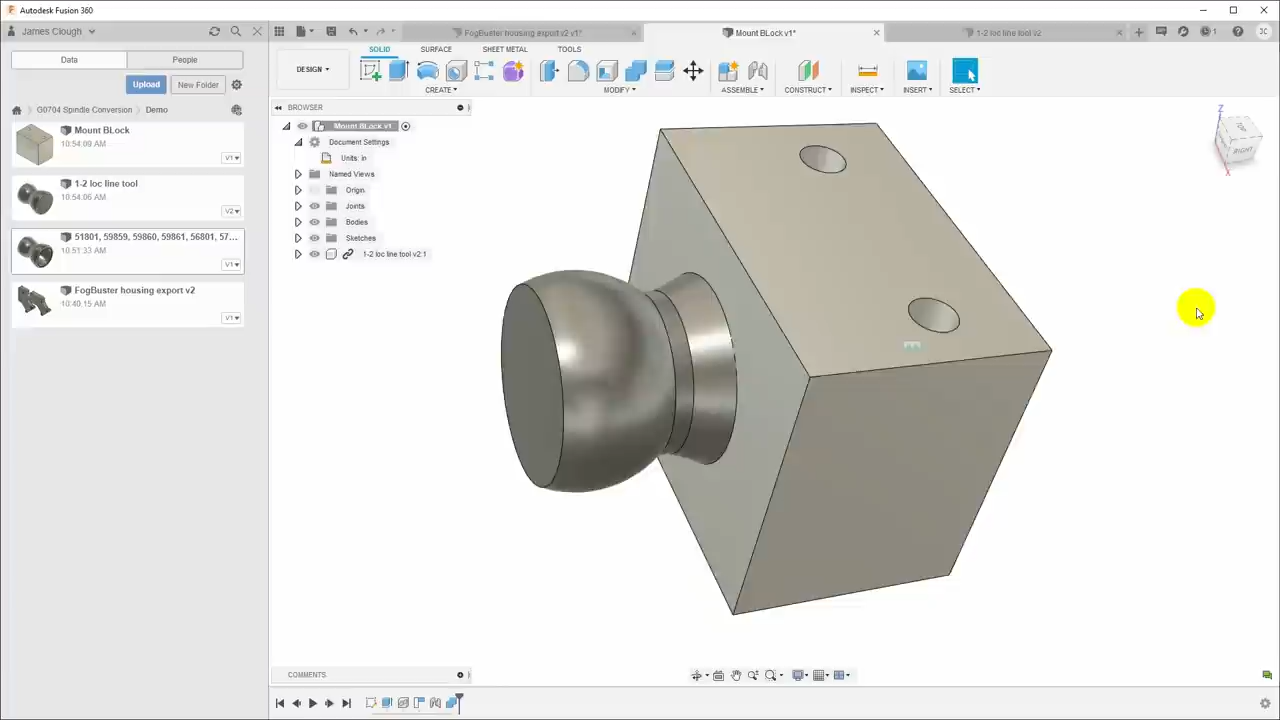 Autodesk Fusion 360
James Clough
FogBuster housing export v2 v1*
Mount BLock v1*
1-2 loc line tool v2
1
JC
Data
People
DESIGN
SOLID
SURFACE
SHEET METAL
TOOLS
Upload
New Folder
CREATE
MODIFY
ASSEMBLE
CONSTRUCT
INSPECT
INSERT
SELECT
G0704 Spindle Conversion
Demo
BROWSER
Mount BLock
10:54:09 AM
V1
Mount BLock v1
Document Settings
Units: in
Named Views
Origin
Joints
Bodies
Sketches
1-2 loc line tool v2:1
1-2 loc line tool
10:54:06 AM
V2
51801, 59859, 59860, 59861, 56801, 57...
10:51:33 AM
V1
FogBuster housing export v2
10:40:15 AM
V1
Z
TOP
RIGHT
X
COMMENTS